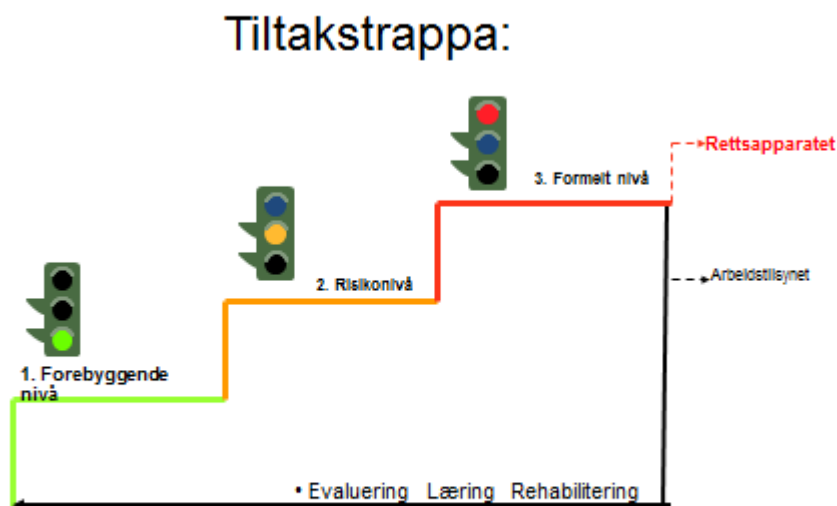 Tiltakstrappa:
Rettsapparatet
3. Formelt nivå
Arbeidstilsynet
2. Risikonivå
1. Forebyggende
nivå
• Evaluering Læring Rehabilitering